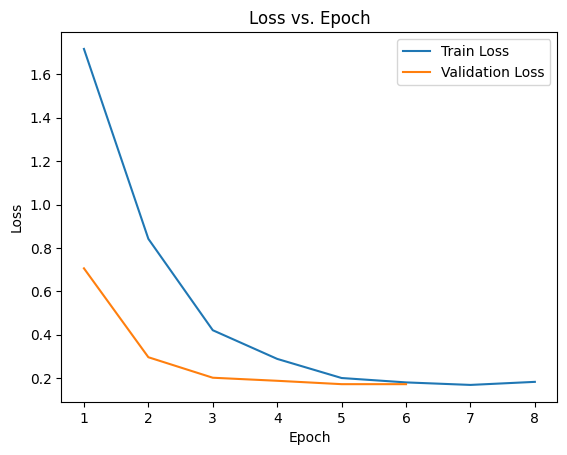 Loss vs. Epoch
Train Loss
Validation Loss
1.6
1.4
1.2
1.0
0.8
0.6
0.4
0.2
Loss
1 2 3 4 5 6 7 8
Epoch